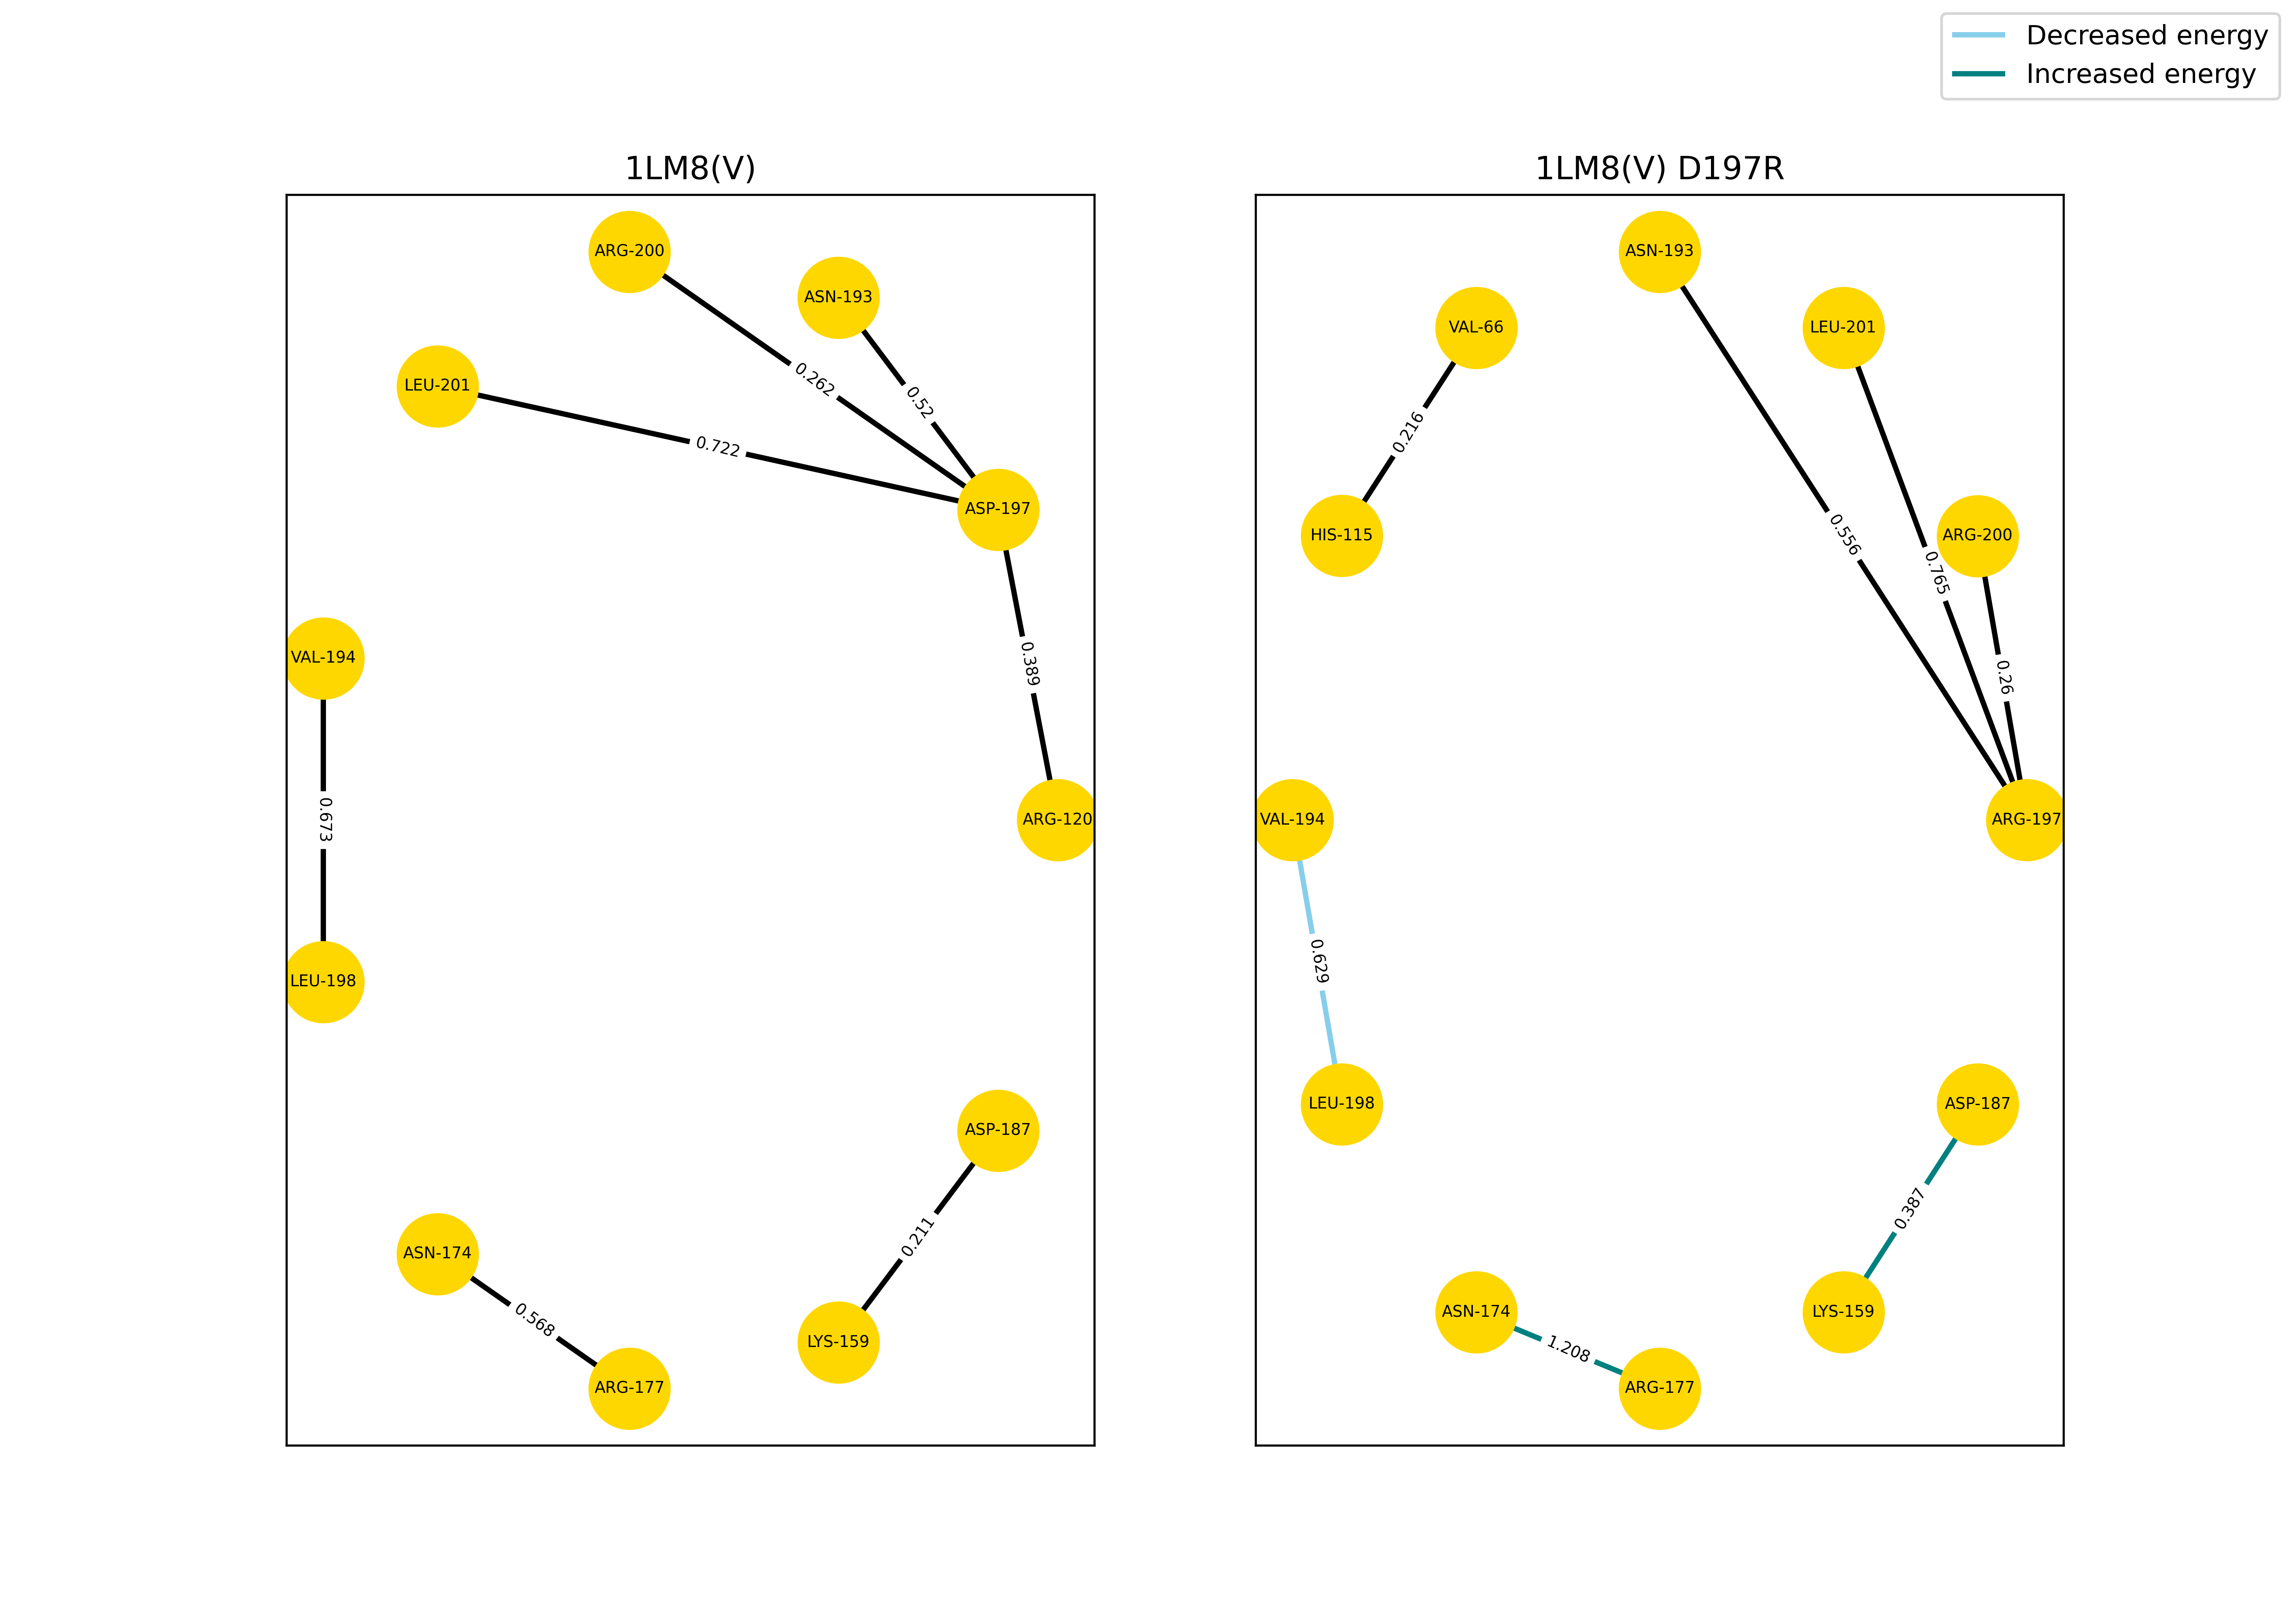 Decreased energy
Increased energy
1LM8(V)
ARG-200
ASN-193
LEU-201
0.262
0.52
0.722
ASP-197
VAL-194
0.389
0.673
ARG-120
LEU-198
ASP-187
ASN-174
0.211
0.568
LYS-159
ARG-177
1LM8(V) D197R
ASN-193
VAL-66
LEU-201
0.216
HIS-115
0.556
ARG-200
0.765
0.26
VAL-194
ARG-197
0.629
LEU-198
ASP-187
0.387
ASN-174
LYS-159
1.208
ARG-177